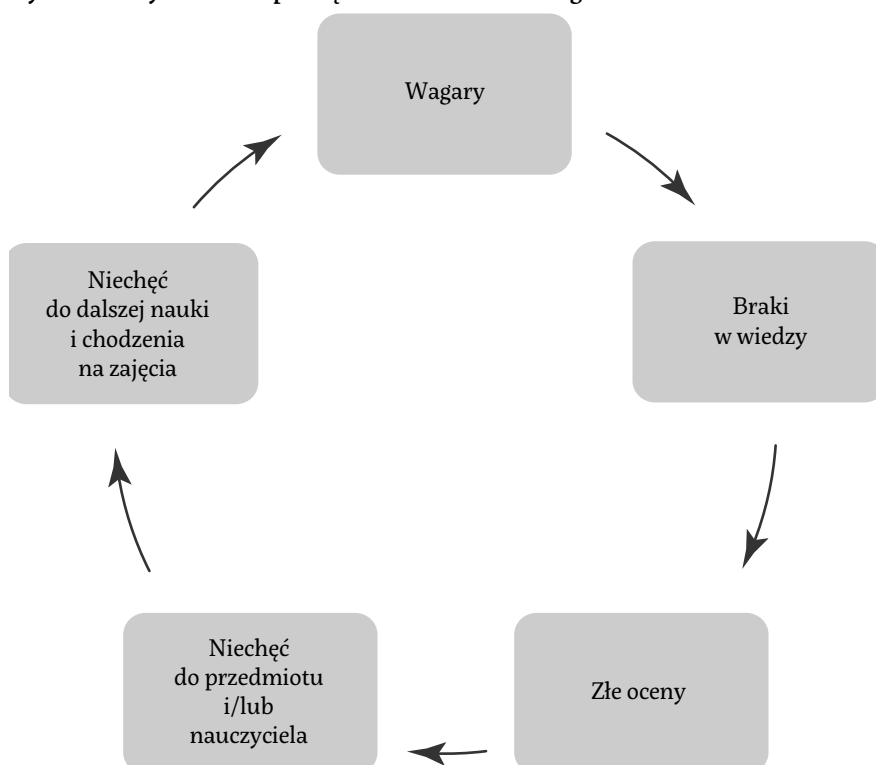 Wagary
Braki
w wiedzy
Złe oceny
Niechęć
do przedmiotu
i/lub
nauczyciela
Niechęć
do dalszej nauki
i chodzenia
na zajęcia